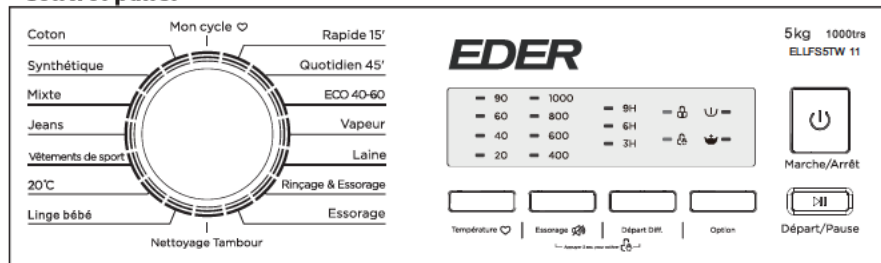 Control panel
Mon cycle
Coton
Synthétique
Mixte
Jeans
Vêtements de sport
20℃
Linge bébé
Rapide 15'
Quotidien 45'
ECO 40-60
Vapeur
Laine
Rinçage & Essorage
Essorage
Nettoyage Tambour
EDER
90 1000
60 800
40 600
20 400
9H
6H
3H
5kg 1000trs
ELLFS5TW 11
Marche/Arrêt
Température Essorage Départ Diff. Option
Départ/Pause